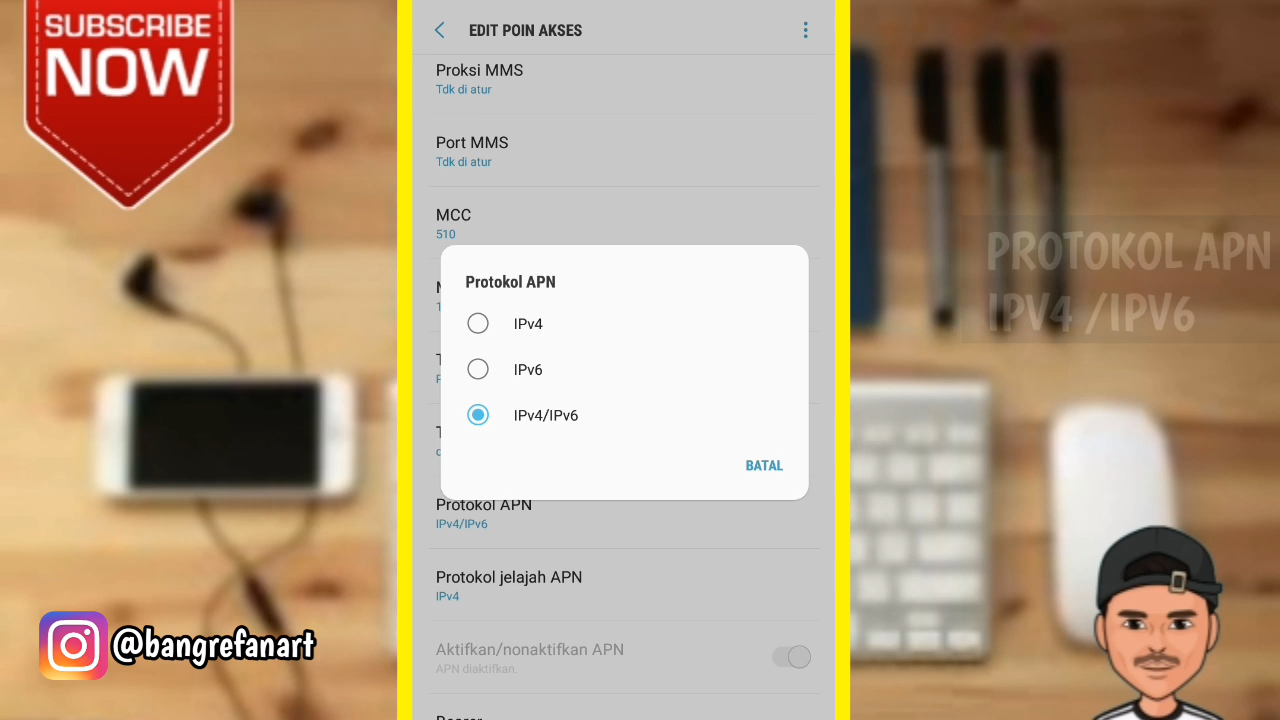 SUBSCRIBE
NOW
EDIT POIN AKSES
Proksi MMS
Tdk di atur
Port MMS
Tdk di atur
MCC
510
Protokol APN
IPv4
IPv6
IPv4/IPv6
BATAL
Protokol APN
IPv4/IPv6
Protokol jelajah APN
IPv4
Aktifkan/nonaktifkan APN
APN diaktifkan.
PROTOKOL APN
IPV4 /IPV6
@bangrefanart